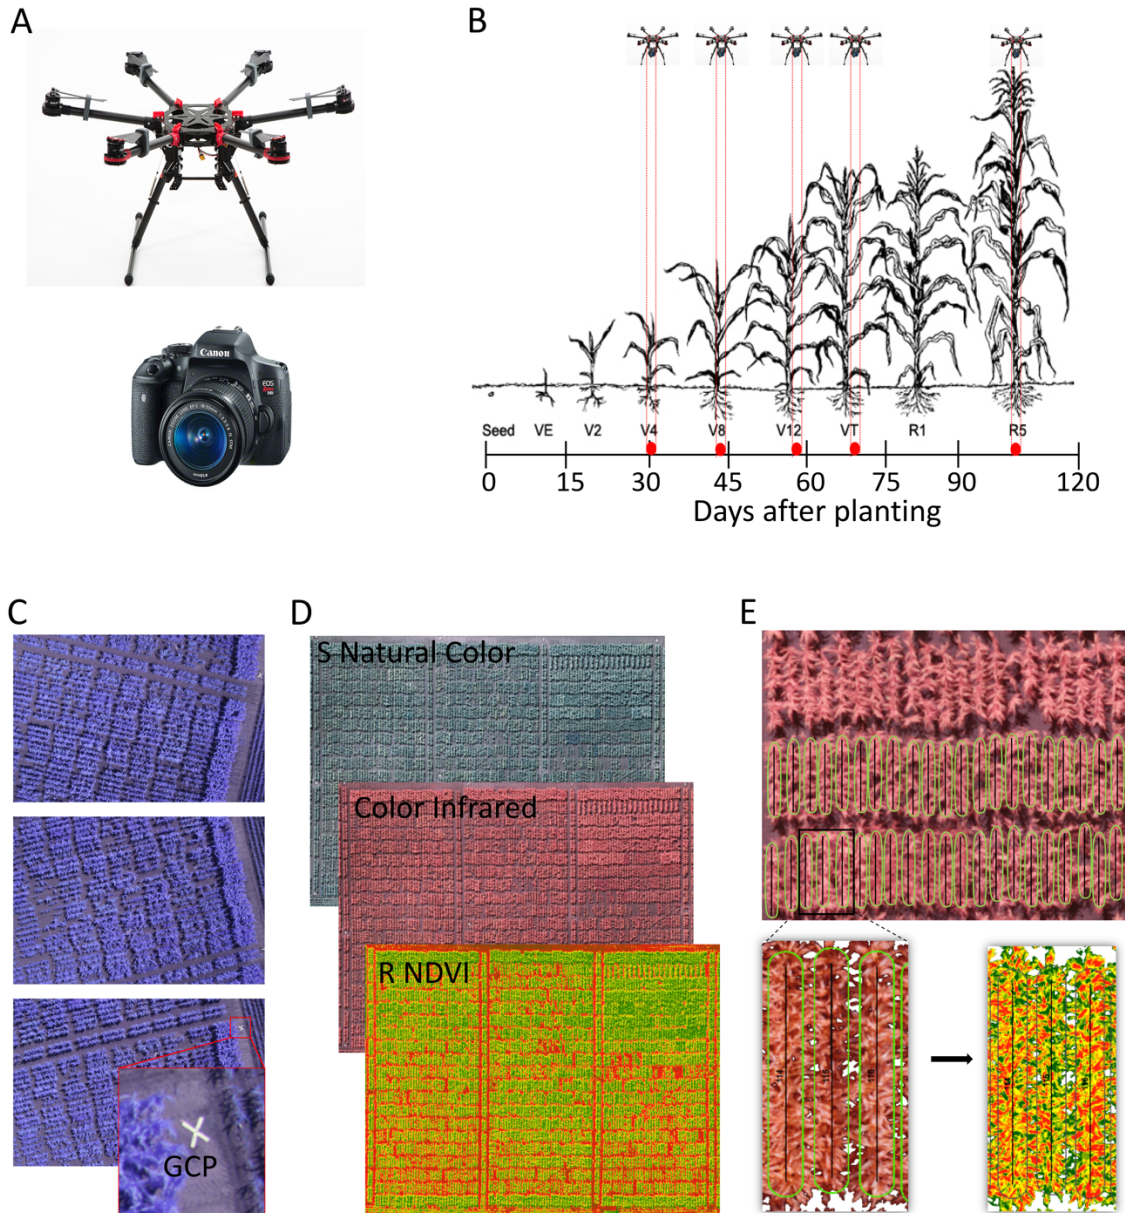 A
B
Canon
EOS
Seed VE V2 V4 V8 V12 VT R1 R5
0 15 30 45 60 75 90 120
Days after planting
C
D
E
S Natural Color
Color Infrared
R NDVI
GCP